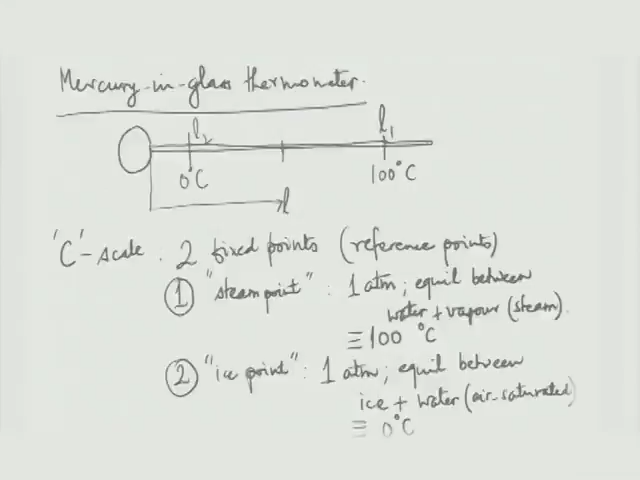 Mercury-in-glass thermometer.
l2 l1
0°C 100°C
l
'C'-scale. 2 fixed points (reference points)
① "steam point" : 1 atm; equil between
water + vapour (steam).
≡ 100 °C
② "ice point" : 1 atm; equil between
ice + water (air-saturated)
≡ 0°C